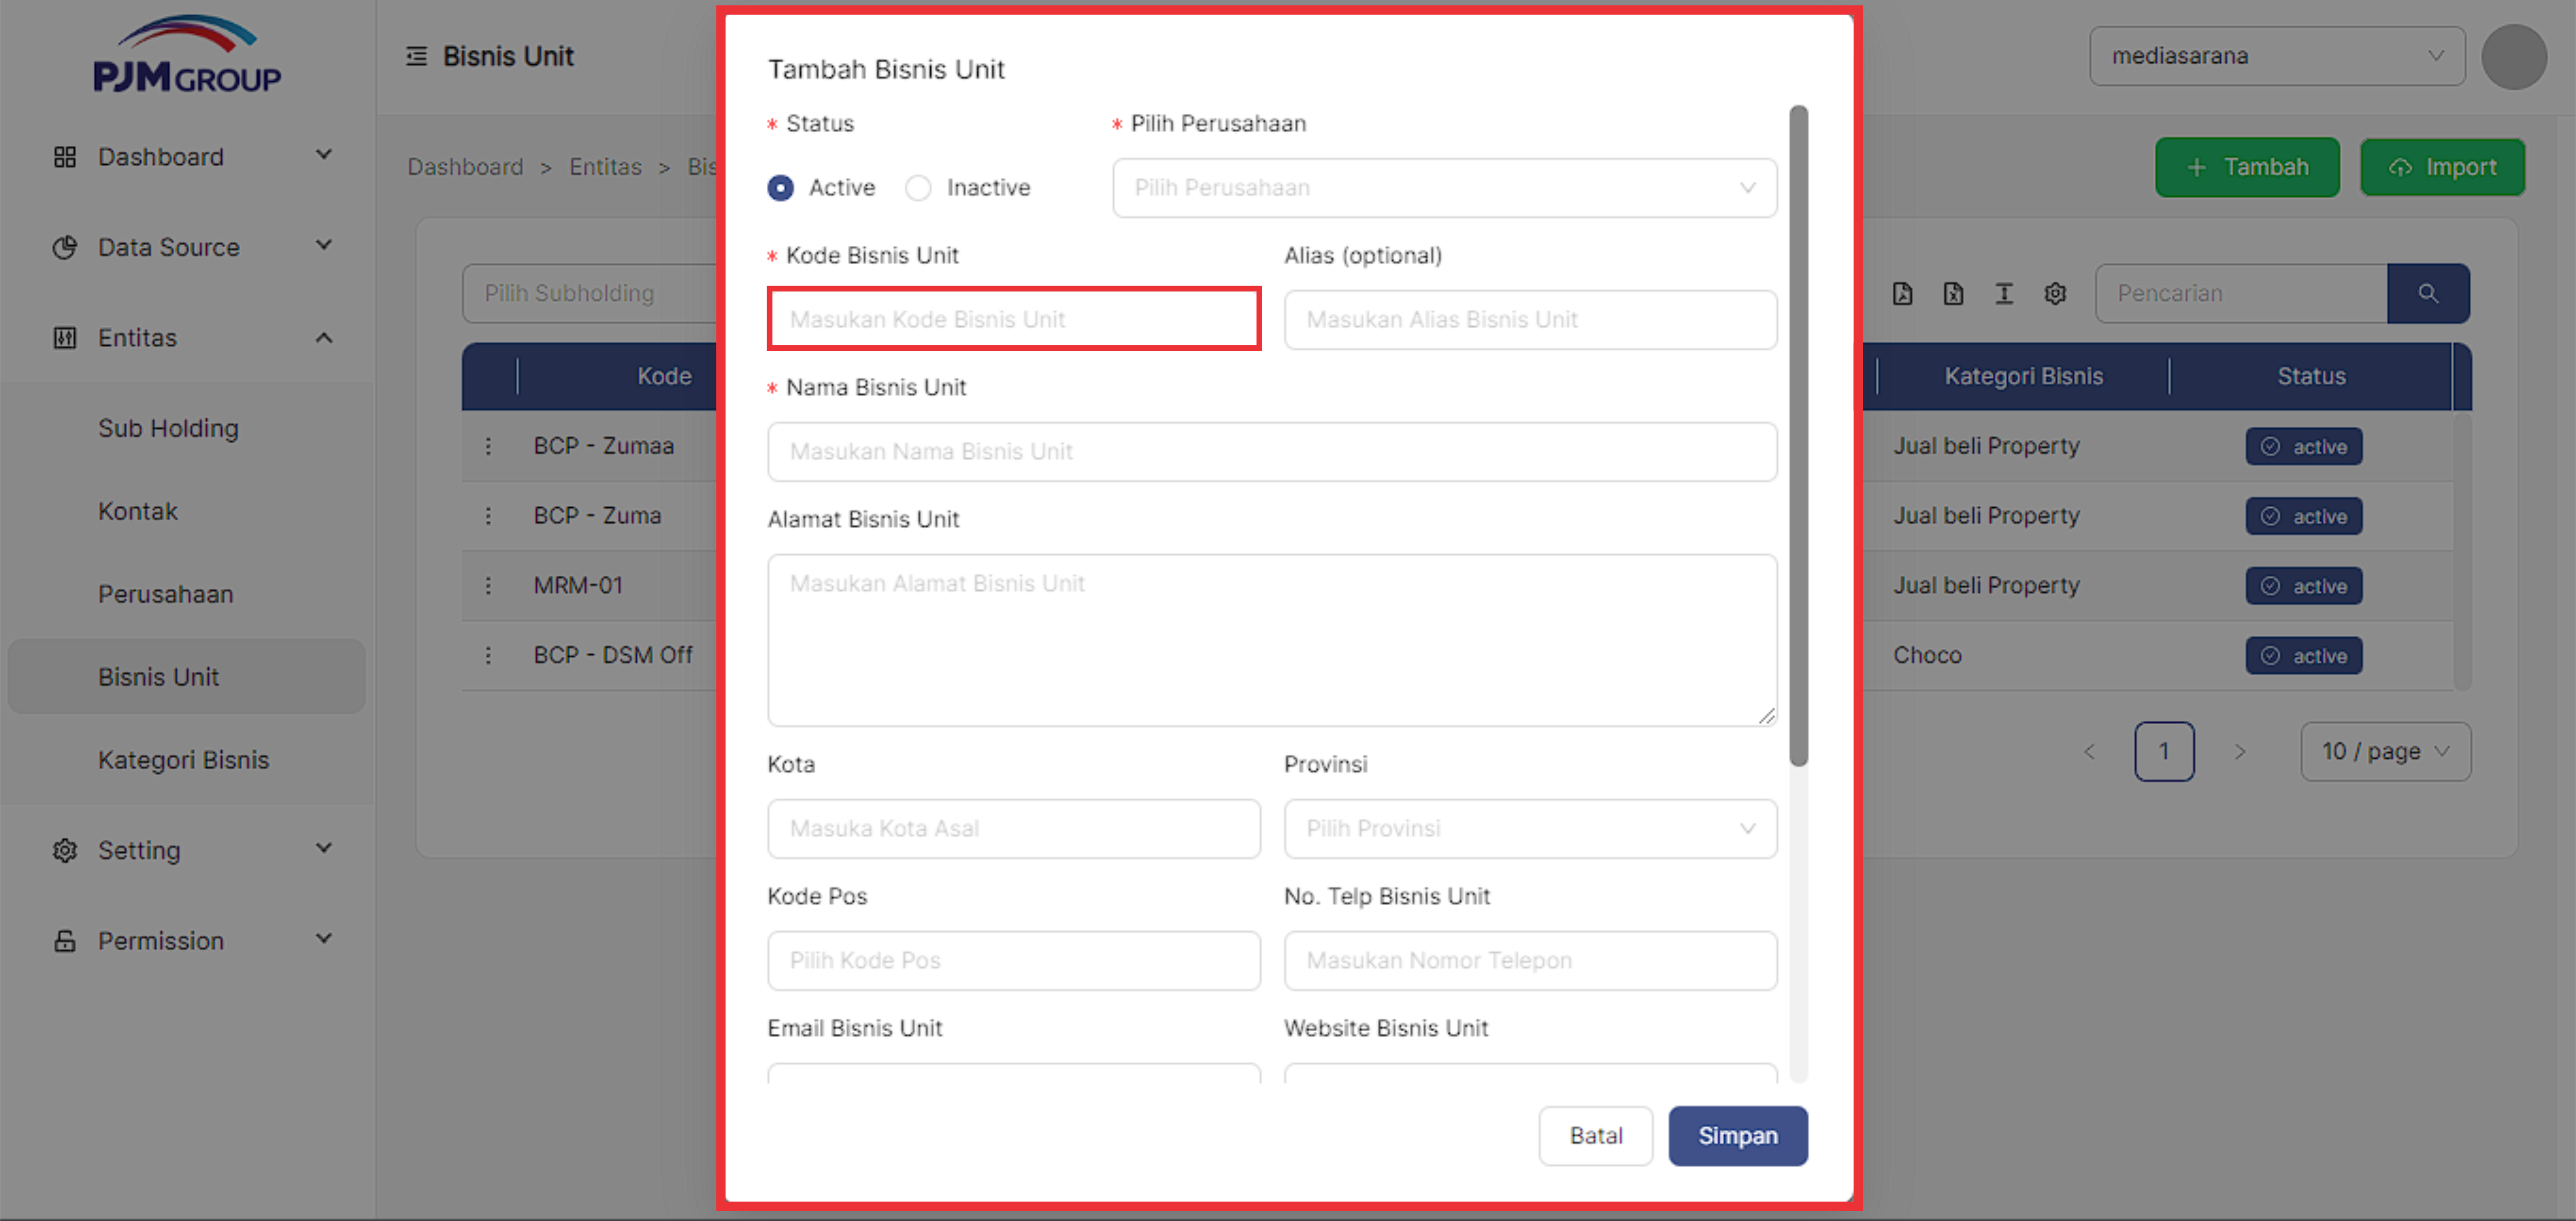 PJM GROUP
Dashboard
Data Source
Entitas
Sub Holding
Kontak
Perusahaan
Bisnis Unit
Kategori Bisnis
Setting
Permission
Bisnis Unit
mediasarana
Dashboard > Entitas > Bis
+ Tambah
Import
Pilih Subholding
Pencarian
Kode
Kategori Bisnis
Status
BCP - Zumaa
Jual beli Property
active
BCP - Zuma
Jual beli Property
active
MRM-01
Jual beli Property
active
BCP - DSM Off
Choco
active
< 1 >
10 / page
Tambah Bisnis Unit
* Status
* Pilih Perusahaan
Active
Inactive
Pilih Perusahaan
* Kode Bisnis Unit
Alias (optional)
Masukan Kode Bisnis Unit
Masukan Alias Bisnis Unit
* Nama Bisnis Unit
Masukan Nama Bisnis Unit
Alamat Bisnis Unit
Masukan Alamat Bisnis Unit
Kota
Provinsi
Masuka Kota Asal
Pilih Provinsi
Kode Pos
No. Telp Bisnis Unit
Pilih Kode Pos
Masukan Nomor Telepon
Email Bisnis Unit
Website Bisnis Unit
Batal
Simpan